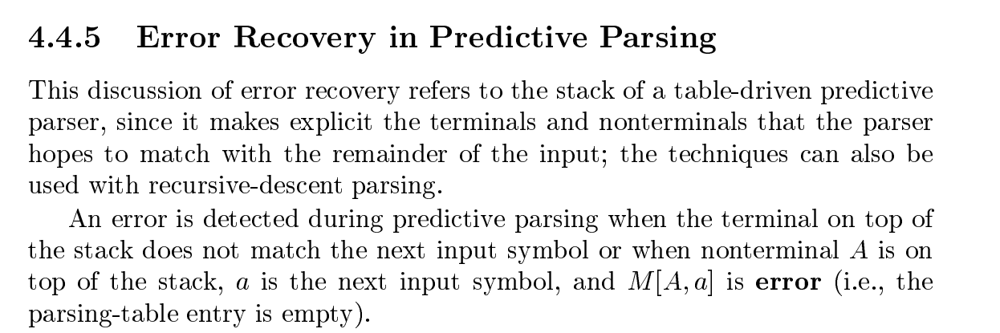 4.4.5 Error Recovery in Predictive Parsing
This discussion of error recovery refers to the stack of a table-driven predictive
parser, since it makes explicit the terminals and nonterminals that the parser
hopes to match with the remainder of the input; the techniques can also be
used with recursive-descent parsing.
An error is detected during predictive parsing when the terminal on top of
the stack does not match the next input symbol or when nonterminal A is on
top of the stack, a is the next input symbol, and M[A, a] is error (i.e., the
parsing-table entry is empty).